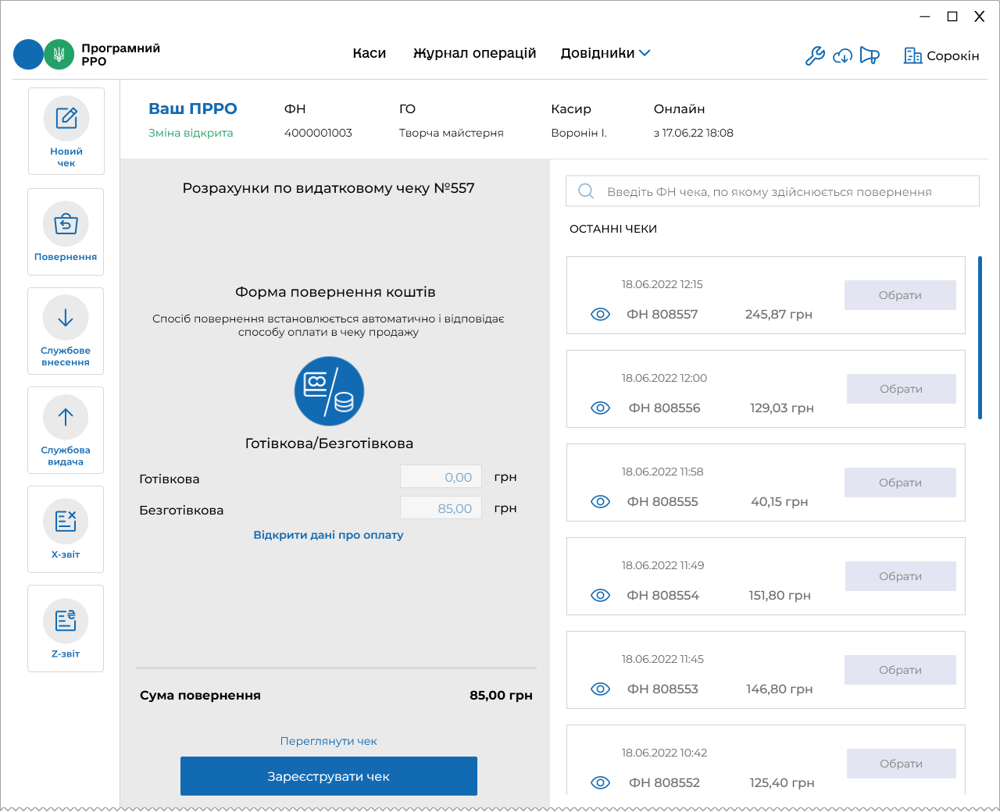 Програмний
РРО
Каси
Журнал операцій
Довідники
Сорокін
Новий
чек
Повернення
Службове
внесення
Службова
видача
X-звіт
Z-звіт
Ваш ПРРО
Зміна відкрита
ФН
4000001003
ГО
Творча майстерня
Касир
Воронін І.
Онлайн
з 17.06.22 18:08
Розрахунки по видатковому чеку №557
Форма повернення коштів
Спосіб повернення встановлюється автоматично і відповідає
способу оплати в чеку продажу
Готівкова/Безготівкова
Готівкова 0,00 грн
Безготівкова 85,00 грн
Відкрити дані про оплату
Сума повернення 85,00 грн
Переглянути чек
Зареєструвати чек
Введіть ФН чека, по якому здійснюється повернення
ОСТАННІ ЧЕКИ
18.06.2022 12:15
ФН 808557 245,87 грн
Обрати
18.06.2022 12:00
ФН 808556 129,03 грн
Обрати
18.06.2022 11:58
ФН 808555 40,15 грн
Обрати
18.06.2022 11:49
ФН 808554 151,80 грн
Обрати
18.06.2022 11:45
ФН 808553 146,80 грн
Обрати
18.06.2022 10:42
ФН 808552 125,40 грн
Обрати